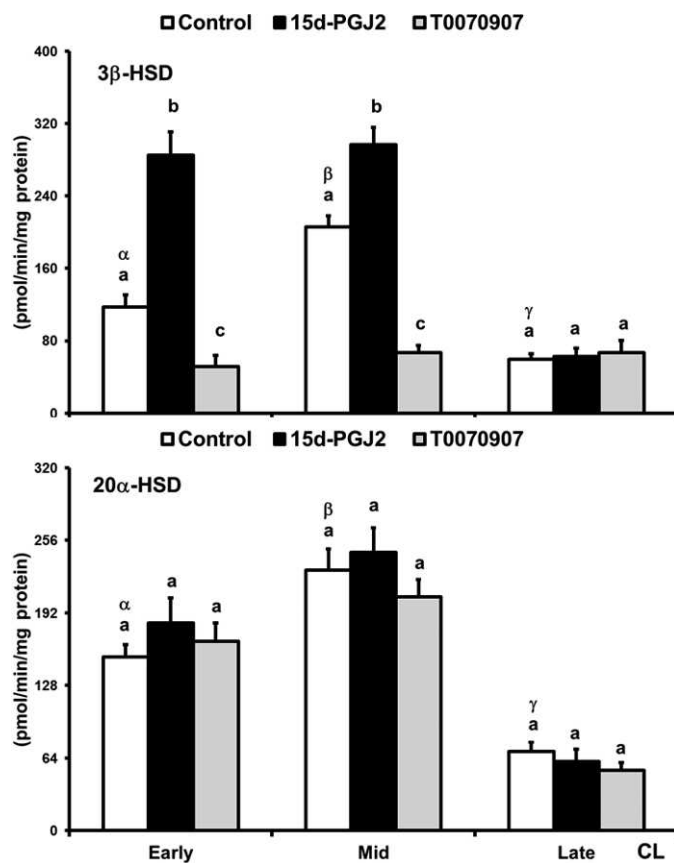 Control 15d-PGJ2 T0070907
400
3β-HSD
b
b
320
β
240
a
α
160
a
γ
c
c
a
a
a
80
0
(pmol/min/mg protein)
Control 15d-PGJ2 T0070907
320
20α-HSD
β
a
a
256
a
a
192
α
a
a
128
γ
a
a
a
64
0
(pmol/min/mg protein)
Early Mid Late CL